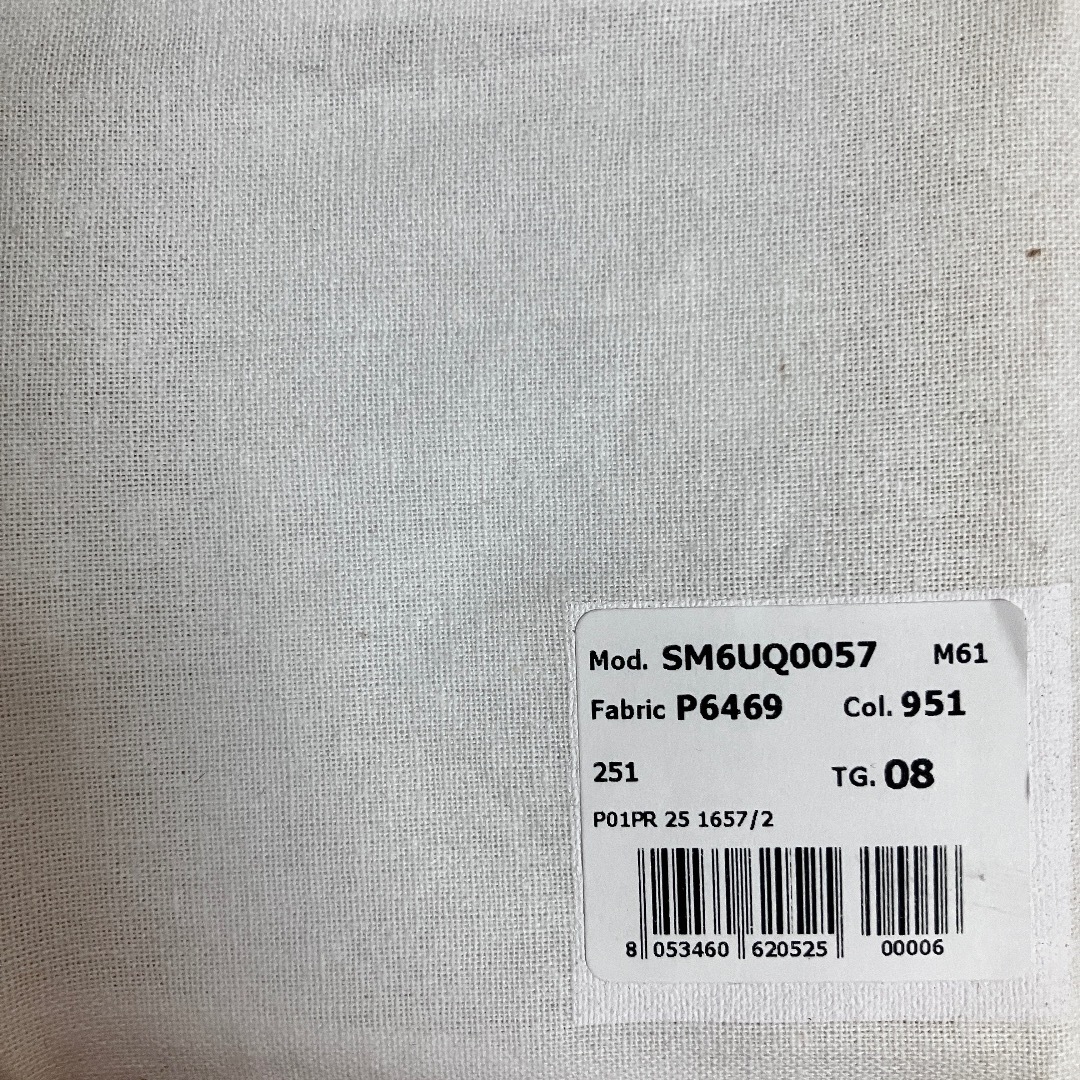 Mod. SM6UQ0057 M61
Fabric P6469 Col. 951
251 TG. 08
P01PR 25 1657/2
8 053460 620525 00006